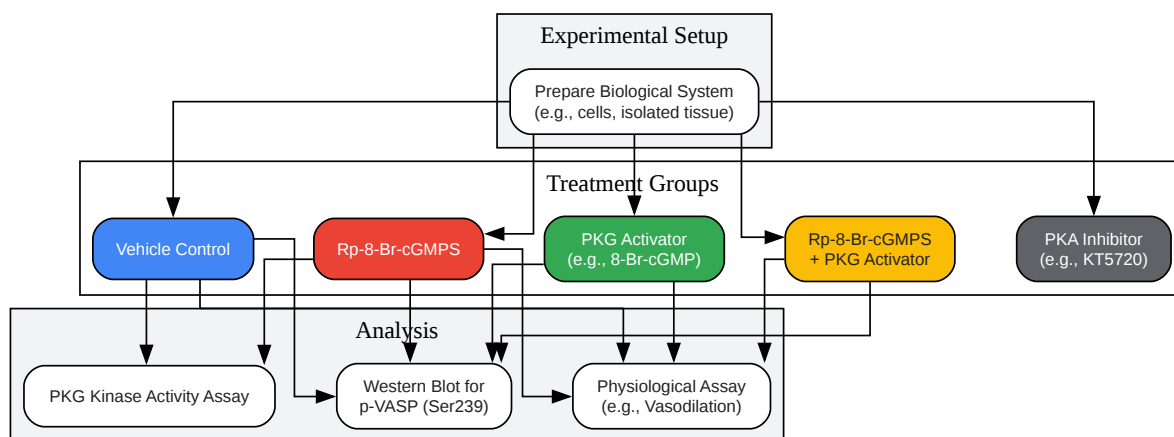 Experimental Setup
Prepare Biological System
(e.g., cells, isolated tissue)
Treatment Groups
Vehicle Control
Rp-8-Br-cGMPS
PKG Activator
(e.g., 8-Br-cGMP)
Rp-8-Br-cGMPS
+ PKG Activator
PKA Inhibitor
(e.g., KT5720)
Analysis
PKG Kinase Activity Assay
Western Blot for
p-VASP (Ser239)
Physiological Assay
(e.g., Vasodilation)